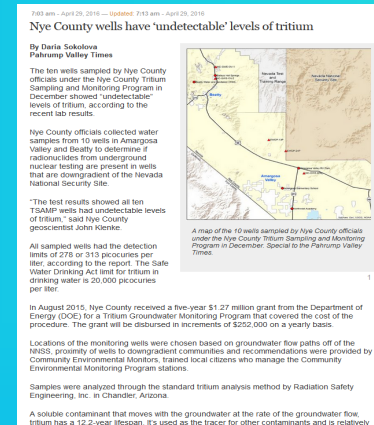 7:03 am - April 29, 2016 — Updated: 7:13 am - April 29, 2016
Nye County wells have ‘undetectable’ levels of tritium
By Daria Sokolova
Pahrump Valley Times
The ten wells sampled by Nye County
officials under the Nye County Tritium
Sampling and Monitoring Program in
December showed “undetectable”
levels of tritium, according to the
recent lab results.
Nye County officials collected water
samples from 10 wells in Amargosa
Valley and Beatty to determine if
radionuclides from underground
nuclear testing are present in wells
that are downgradient of the Nevada
National Security Site.
“The test results showed all ten
TSAMP wells had undetectable levels
of tritium,” said Nye County
geoscientist John Klenke.
All sampled wells had the detection
limits of 278 or 313 picocuries per
liter, according to the report. The Safe
Water Drinking Act limit for tritium in
drinking water is 20,000 picocuries
per liter.
Nevada Test
and
Training Range
Nevada National
Security Site
Beatty
Amargosa
Valley
A map of the 10 wells sampled by Nye County officials
under the Nye County Tritium Sampling and Monitoring
Program in December. Special to the Pahrump Valley
Times.
1
In August 2015, Nye County received a five-year $1.27 million grant from the Department of
Energy (DOE) for a Tritium Groundwater Monitoring Program that covered the cost of the
procedure. The grant will be disbursed in increments of $252,000 on a yearly basis.
Locations of the monitoring wells were chosen based on groundwater flow paths off of the
NNSS, proximity of wells to downgradient communities and recommendations were provided by
Community Environmental Monitors, trained local citizens who manage the Community
Environmental Monitoring Program stations.
Samples were analyzed through the standard tritium analysis method by Radiation Safety
Engineering, Inc. in Chandler, Arizona.
A soluble contaminant that moves with the groundwater at the rate of the groundwater flow,
tritium has a 12.2-year lifespan. It’s used as the tracer for other contaminants and is relatively